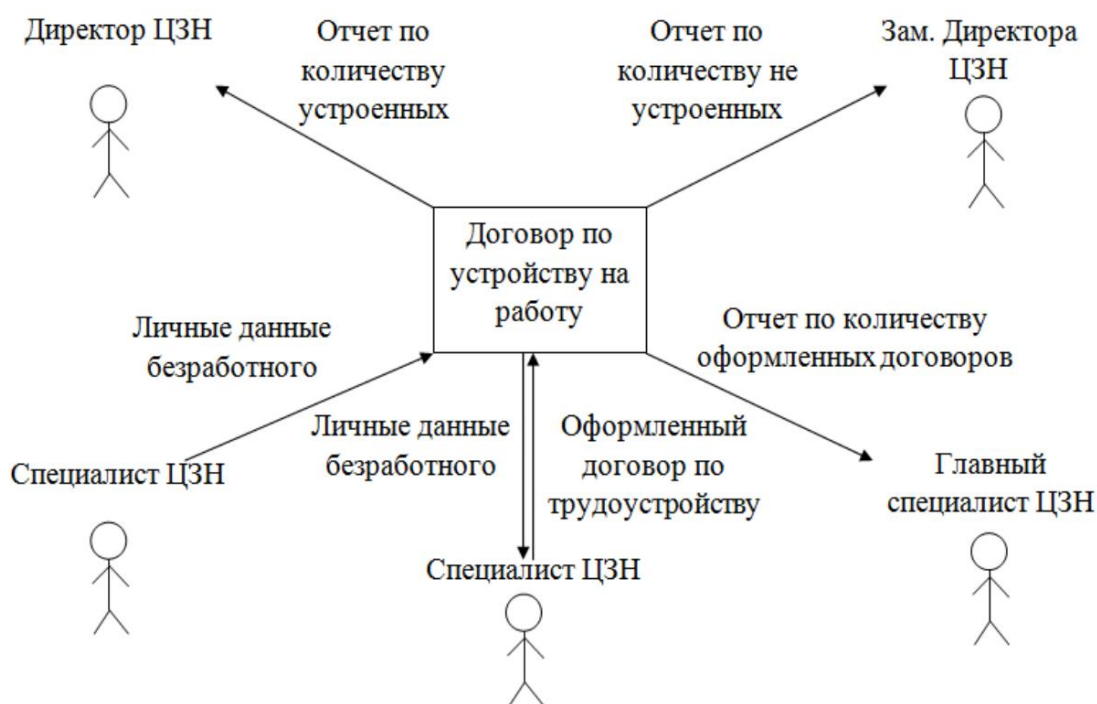 Директор ЦЗН
Отчет по
количеству
устроенных
Отчет по
количеству не
устроенных
Зам. Директора
ЦЗН
Договор по
устройству на
работу
Личные данные
безработного
Отчет по количеству
оформленных договоров
Личные данные
безработного
Оформленный
договор по
трудоустройству
Специалист ЦЗН
Главный
специалист ЦЗН
Специалист ЦЗН